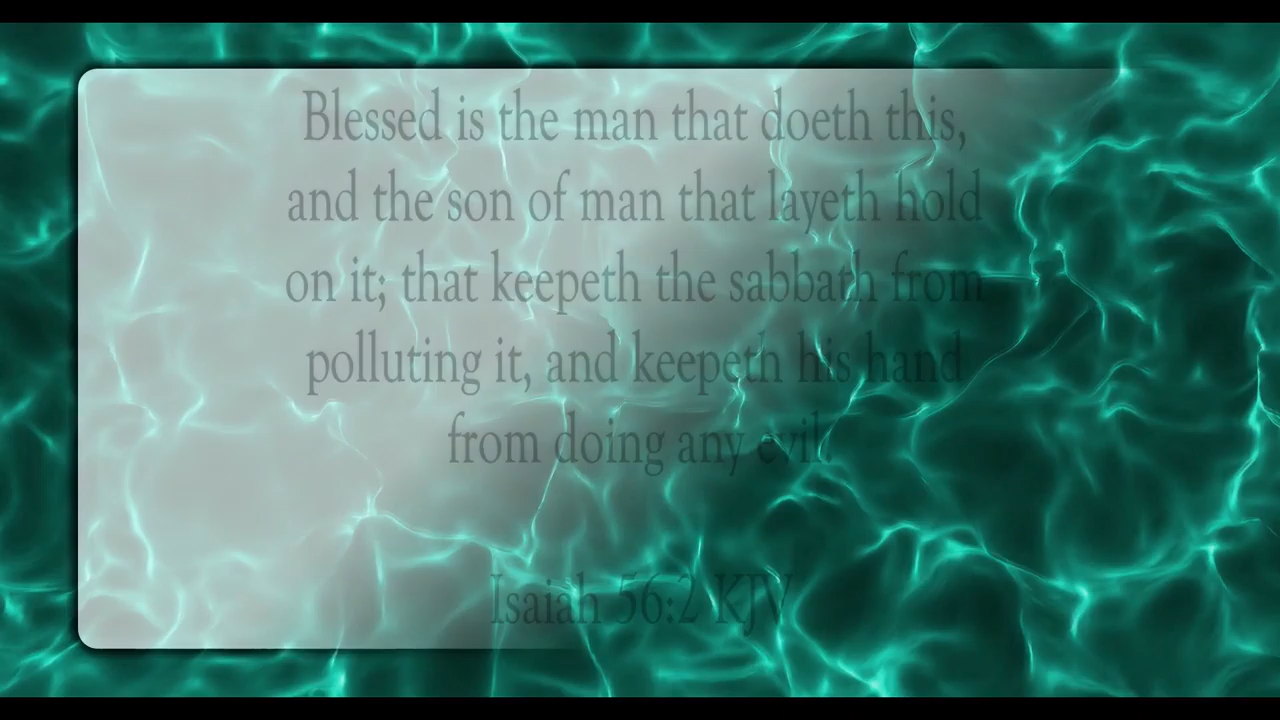 Blessed is the man that doeth this,
and the son of man that layeth hold
on it; that keepeth the sabbath from
polluting it, and keepeth his hand
from doing any evil.
Isaiah 56:2 KJV